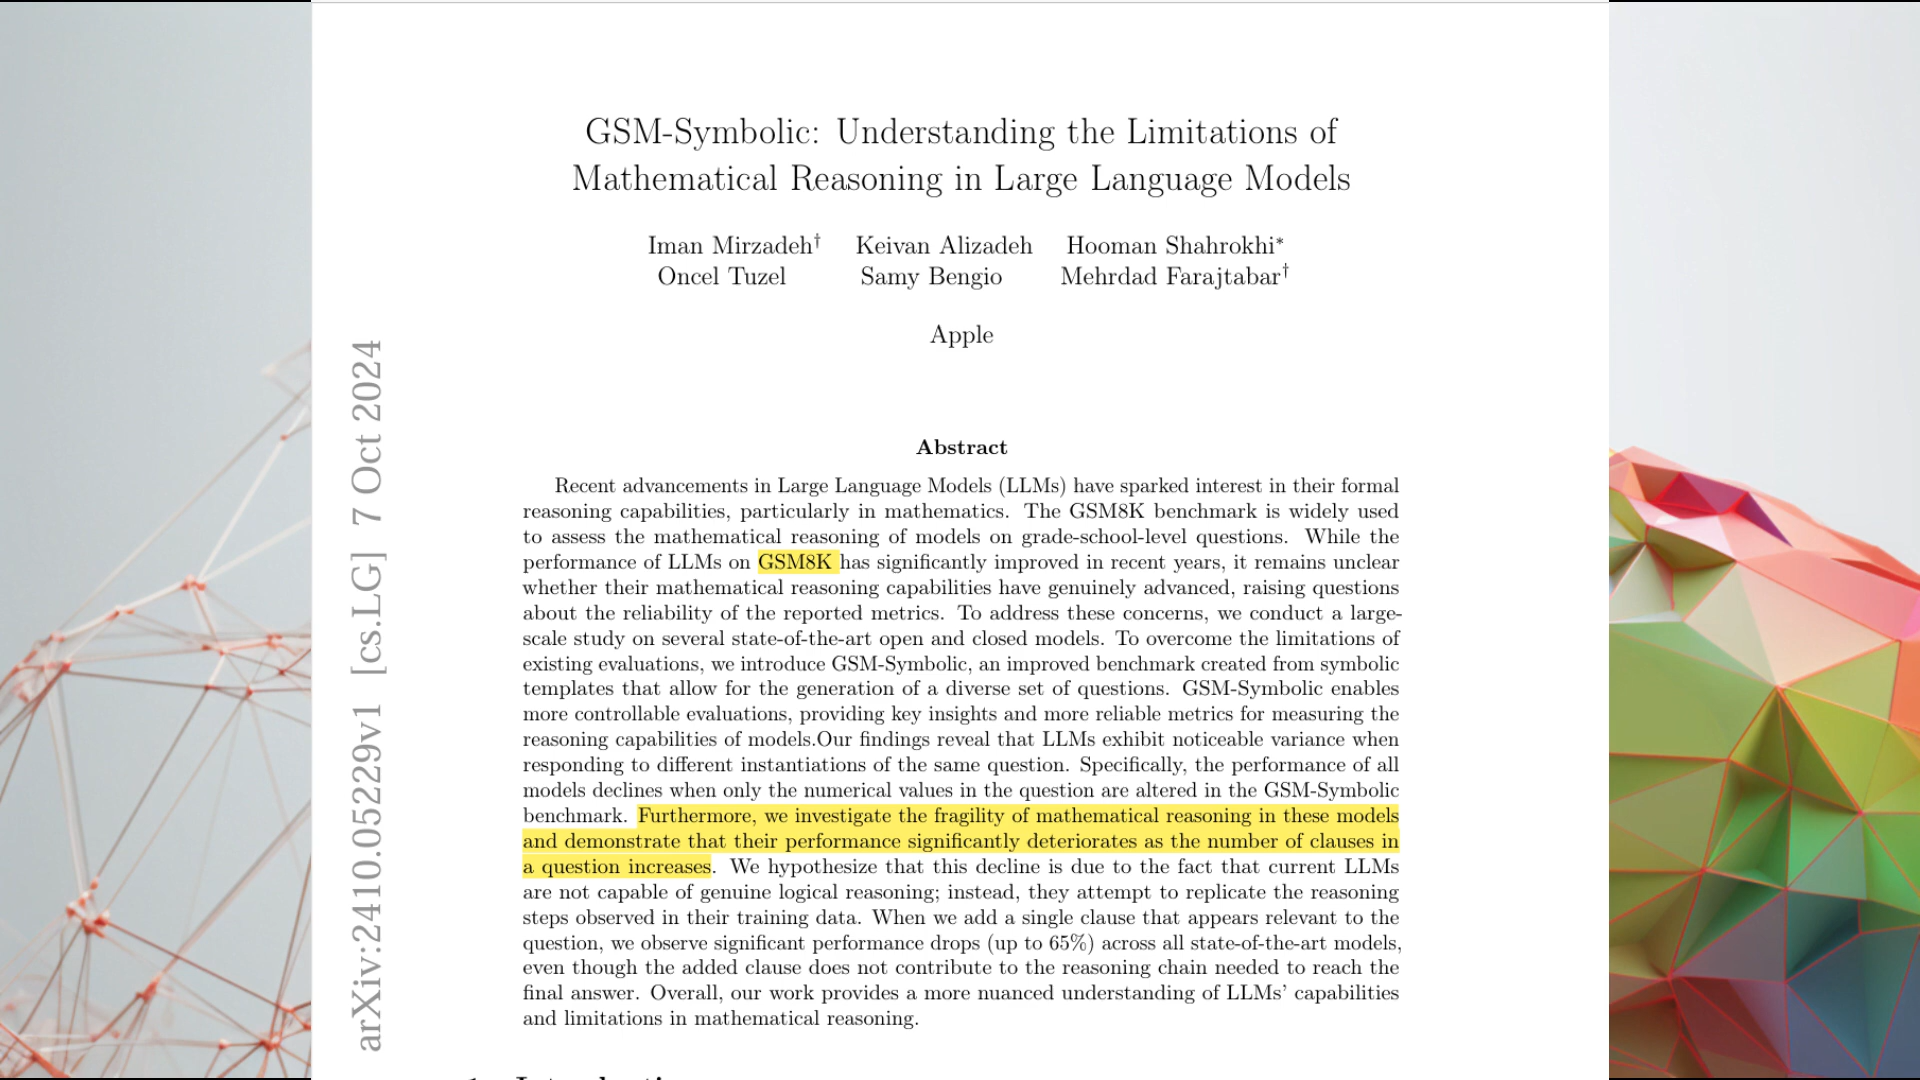 GSM-Symbolic: Understanding the Limitations of
Mathematical Reasoning in Large Language Models
Iman Mirzadeh† Keivan Alizadeh Hooman Shahrokhi*
Oncel Tuzel Samy Bengio Mehrdad Farajtabar†
Apple
arXiv:2410.05229v1 [cs.LG] 7 Oct 2024
Abstract
Recent advancements in Large Language Models (LLMs) have sparked interest in their formal
reasoning capabilities, particularly in mathematics. The GSM8K benchmark is widely used
to assess the mathematical reasoning of models on grade-school-level questions. While the
performance of LLMs on GSM8K has significantly improved in recent years, it remains unclear
whether their mathematical reasoning capabilities have genuinely advanced, raising questions
about the reliability of the reported metrics. To address these concerns, we conduct a large-
scale study on several state-of-the-art open and closed models. To overcome the limitations of
existing evaluations, we introduce GSM-Symbolic, an improved benchmark created from symbolic
templates that allow for the generation of a diverse set of questions. GSM-Symbolic enables
more controllable evaluations, providing key insights and more reliable metrics for measuring the
reasoning capabilities of models.Our findings reveal that LLMs exhibit noticeable variance when
responding to different instantiations of the same question. Specifically, the performance of all
models declines when only the numerical values in the question are altered in the GSM-Symbolic
benchmark. Furthermore, we investigate the fragility of mathematical reasoning in these models
and demonstrate that their performance significantly deteriorates as the number of clauses in
a question increases. We hypothesize that this decline is due to the fact that current LLMs
are not capable of genuine logical reasoning; instead, they attempt to replicate the reasoning
steps observed in their training data. When we add a single clause that appears relevant to the
question, we observe significant performance drops (up to 65%) across all state-of-the-art models,
even though the added clause does not contribute to the reasoning chain needed to reach the
final answer. Overall, our work provides a more nuanced understanding of LLMs' capabilities
and limitations in mathematical reasoning.